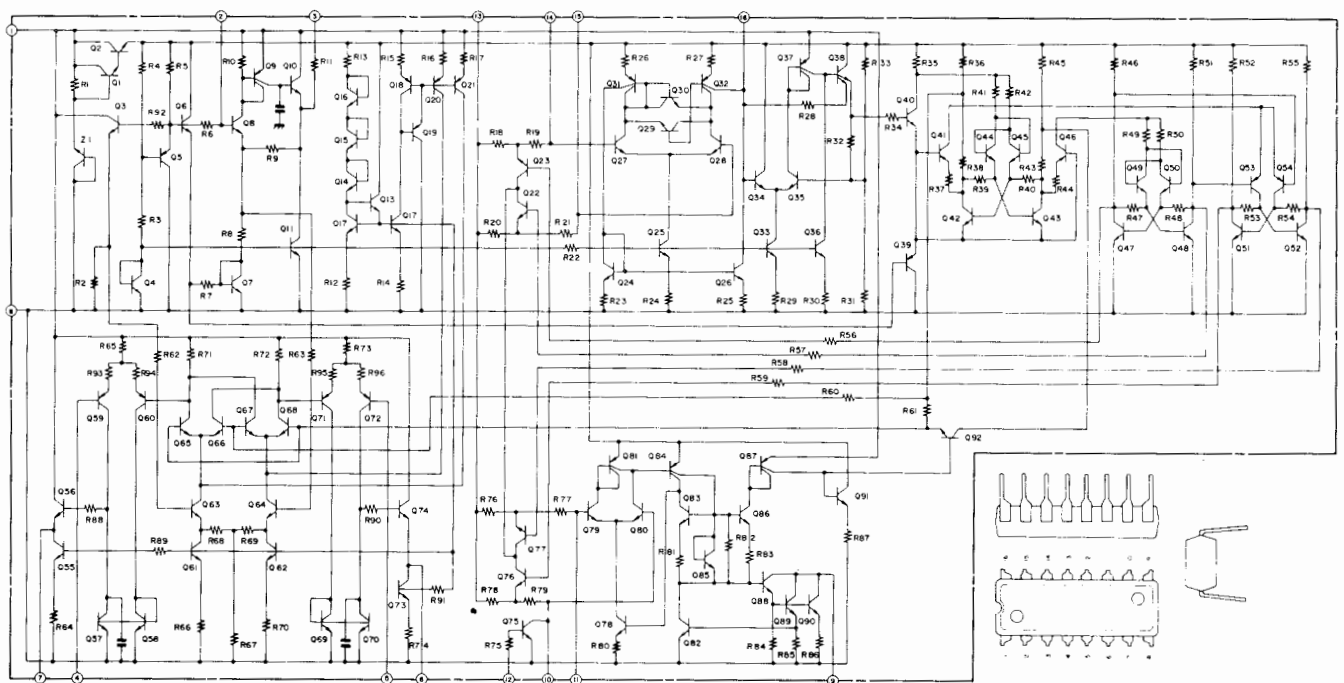 2 3 13 14 15 16
1
Q2 Q9 Q10 R13 R15 R16 R17 Q37 Q38
R1 Q1 R4 R5 R10 R11 Q18 Q20 Q21 R26 Q30 R27 Q32 R33 R35 R36 R45 R46 R51 R52 R55
Q3 R92 Q6 R6 Q8 Q16 Q19 Q31 Q29 R28 R34 Q40 R41 R42
Z1 Q5 R9 Q15 R18 R19 Q27 Q28 R32 Q41 Q44 Q45 Q46 R49 R50
Q14 Q23 Q34 Q35 R37 R38 R39 R43 R40 R44 Q49 Q50 Q53 Q54
R3 Q13 Q22 Q42 Q43 R47 R48 R53 R54
R8 Q11 Q17 Q17 R20 R21 Q25 Q33 Q36 Q39 Q47 Q48 Q51 Q52
R2 Q4 R7 Q7 R12 R14 R22 Q24 Q26
R23 R24 R25 R29 R30 R31
8
R56
R65 R62 R71 R72 R63 R73 R57
R93 R94 R95 R96 R58
R59
Q59 Q60 Q67 Q68 Q71 Q72 R60
Q65 Q66 R61
Q92
Q81 Q84 Q87
Q56 R88 Q63 Q64 R90 Q74 R76 R77 Q83 Q86 Q91
R68 R69 Q79 Q80 R82 R83 R87
Q55 R89 Q61 Q62 Q77 R81 Q85
Q76 Q88
Q73 R91 R78 R79 Q89 Q90
R64 Q57 Q58 R66 R67 R70 Q69 Q70 R74 Q75 Q78 Q82
R75 R80 R84 R85 R86
7 4 5 6 12 10 11 9